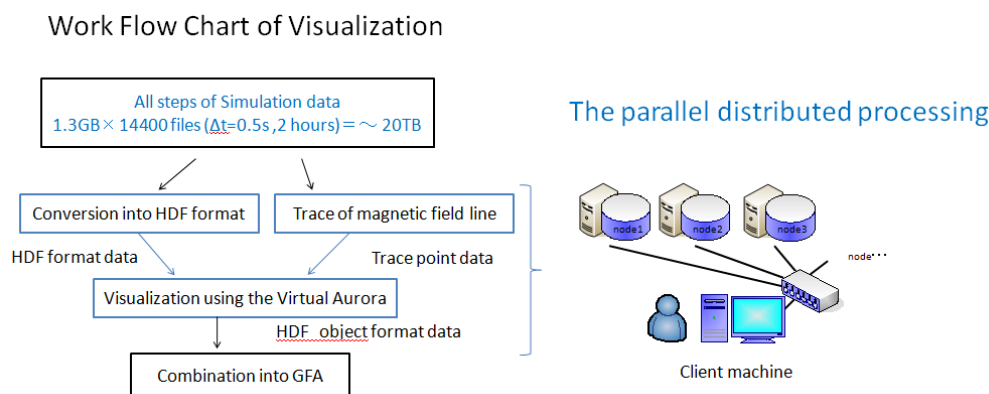 Work Flow Chart of Visualization
All steps of Simulation data
1.3GB×14400 files(Δt=0.5s ,2 hours)=～20TB
The parallel distributed processing
Conversion into HDF format
Trace of magnetic field line
HDF format data
Trace point data
Visualization using the Virtual Aurora
HDF object format data
Combination into GFA
node1
node2
node3
node・・・
Client machine